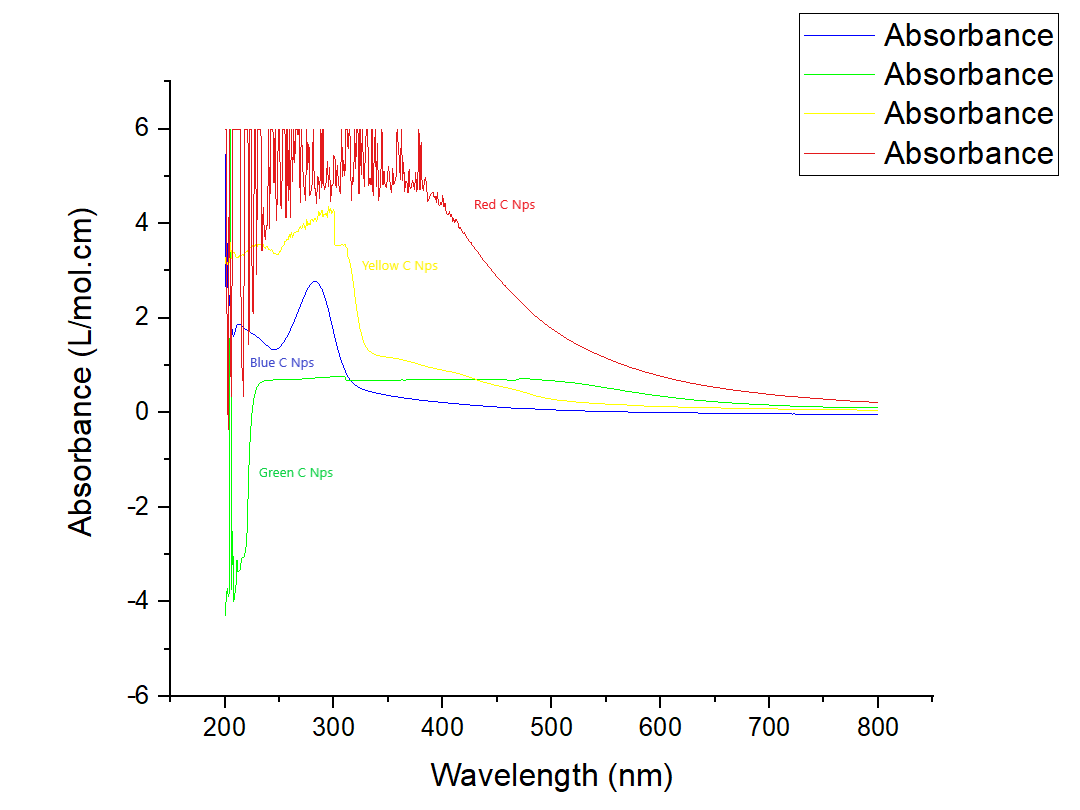 Absorbance
Absorbance
Absorbance
Absorbance
6
4
2
0
-2
-4
-6
Absorbance (L/mol.cm)
Red C Nps
Yellow C Nps
Blue C Nps
Green C Nps
200 300 400 500 600 700 800
Wavelength (nm)